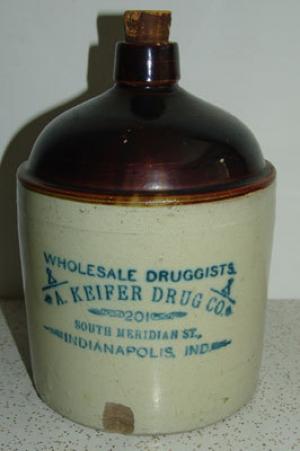 WHOLESALE DRUGGISTS.
A. KEIFER DRUG CO.
201
SOUTH MERIDIAN ST.,
INDIANAPOLIS, IND.